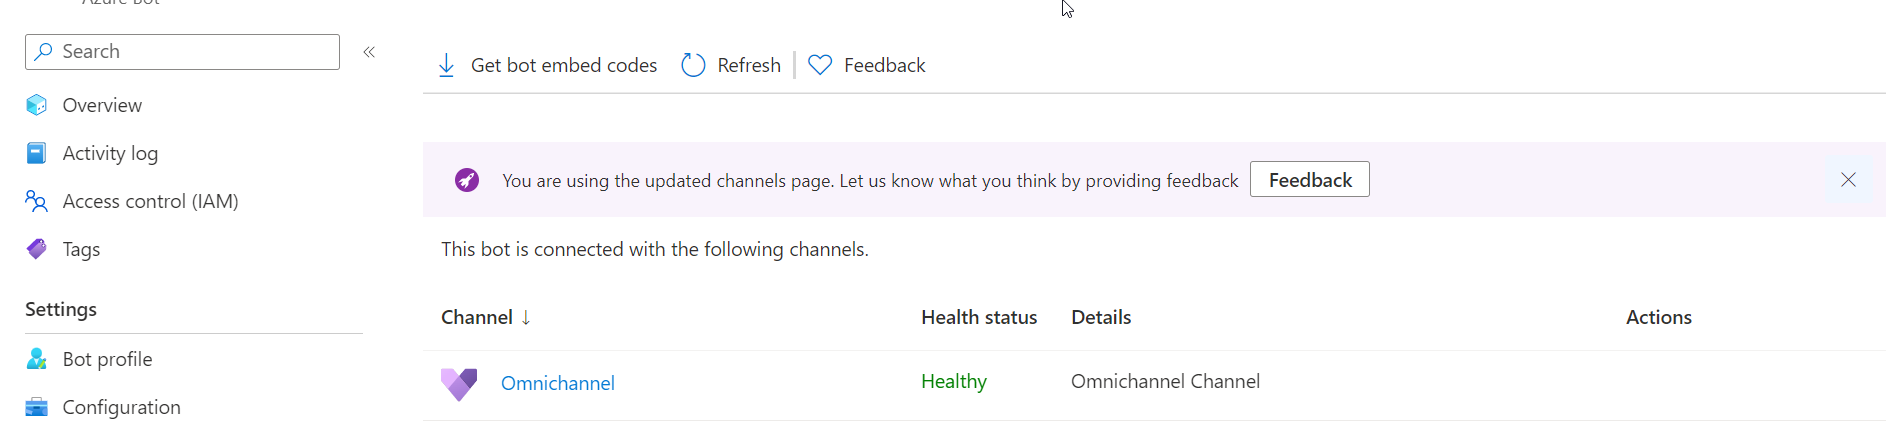 Azure Bot
Search
«
Overview
Activity log
Access control (IAM)
Tags
Settings
Bot profile
Configuration
Get bot embed codes
Refresh
Feedback
You are using the updated channels page. Let us know what you think by providing feedback
Feedback
This bot is connected with the following channels.
Channel ↓ Health status Details Actions
Omnichannel Healthy Omnichannel Channel